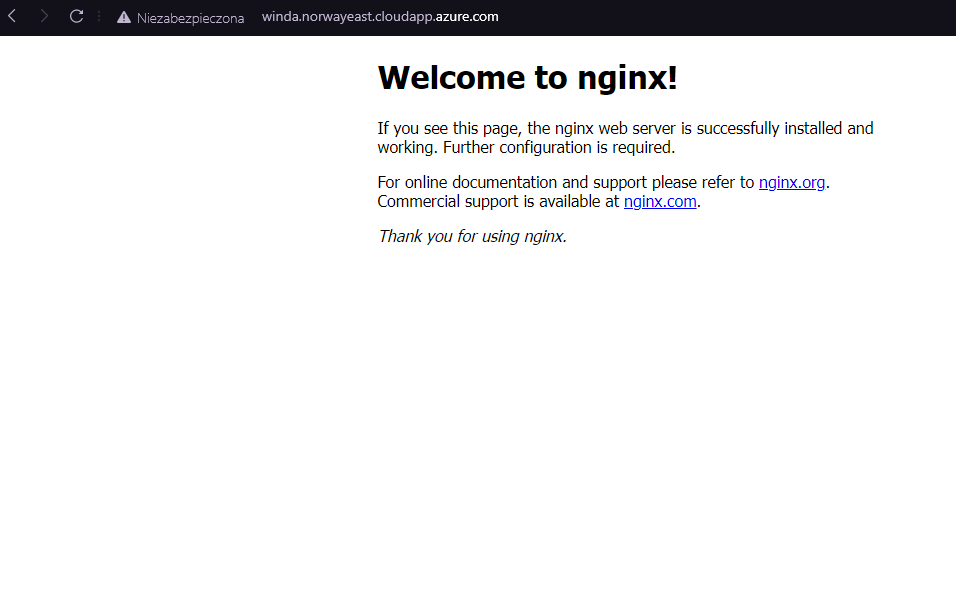 Niezabezpieczona winda.norwayeast.cloudapp.azure.com
Welcome to nginx!
If you see this page, the nginx web server is successfully installed and
working. Further configuration is required.
For online documentation and support please refer to nginx.org.
Commercial support is available at nginx.com.
Thank you for using nginx.